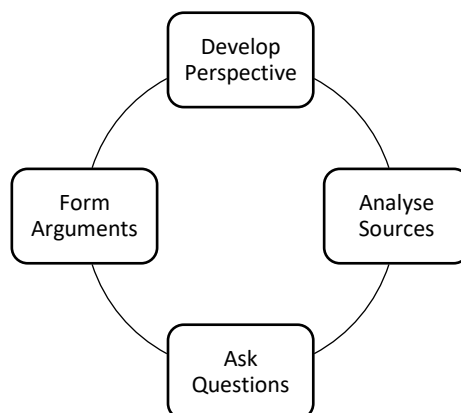 Develop
Perspective
Analyse
Sources
Ask
Questions
Form
Arguments